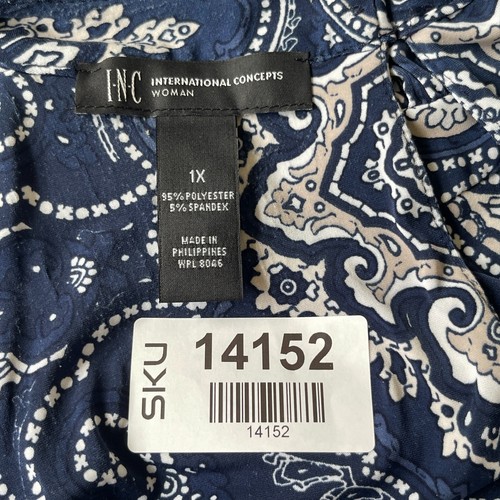 I·N·C INTERNATIONAL CONCEPTS
WOMAN
1X
95% POLYESTER
5% SPANDEX
MADE IN
PHILIPPINES
WPL 8046
SKU
14152
14152